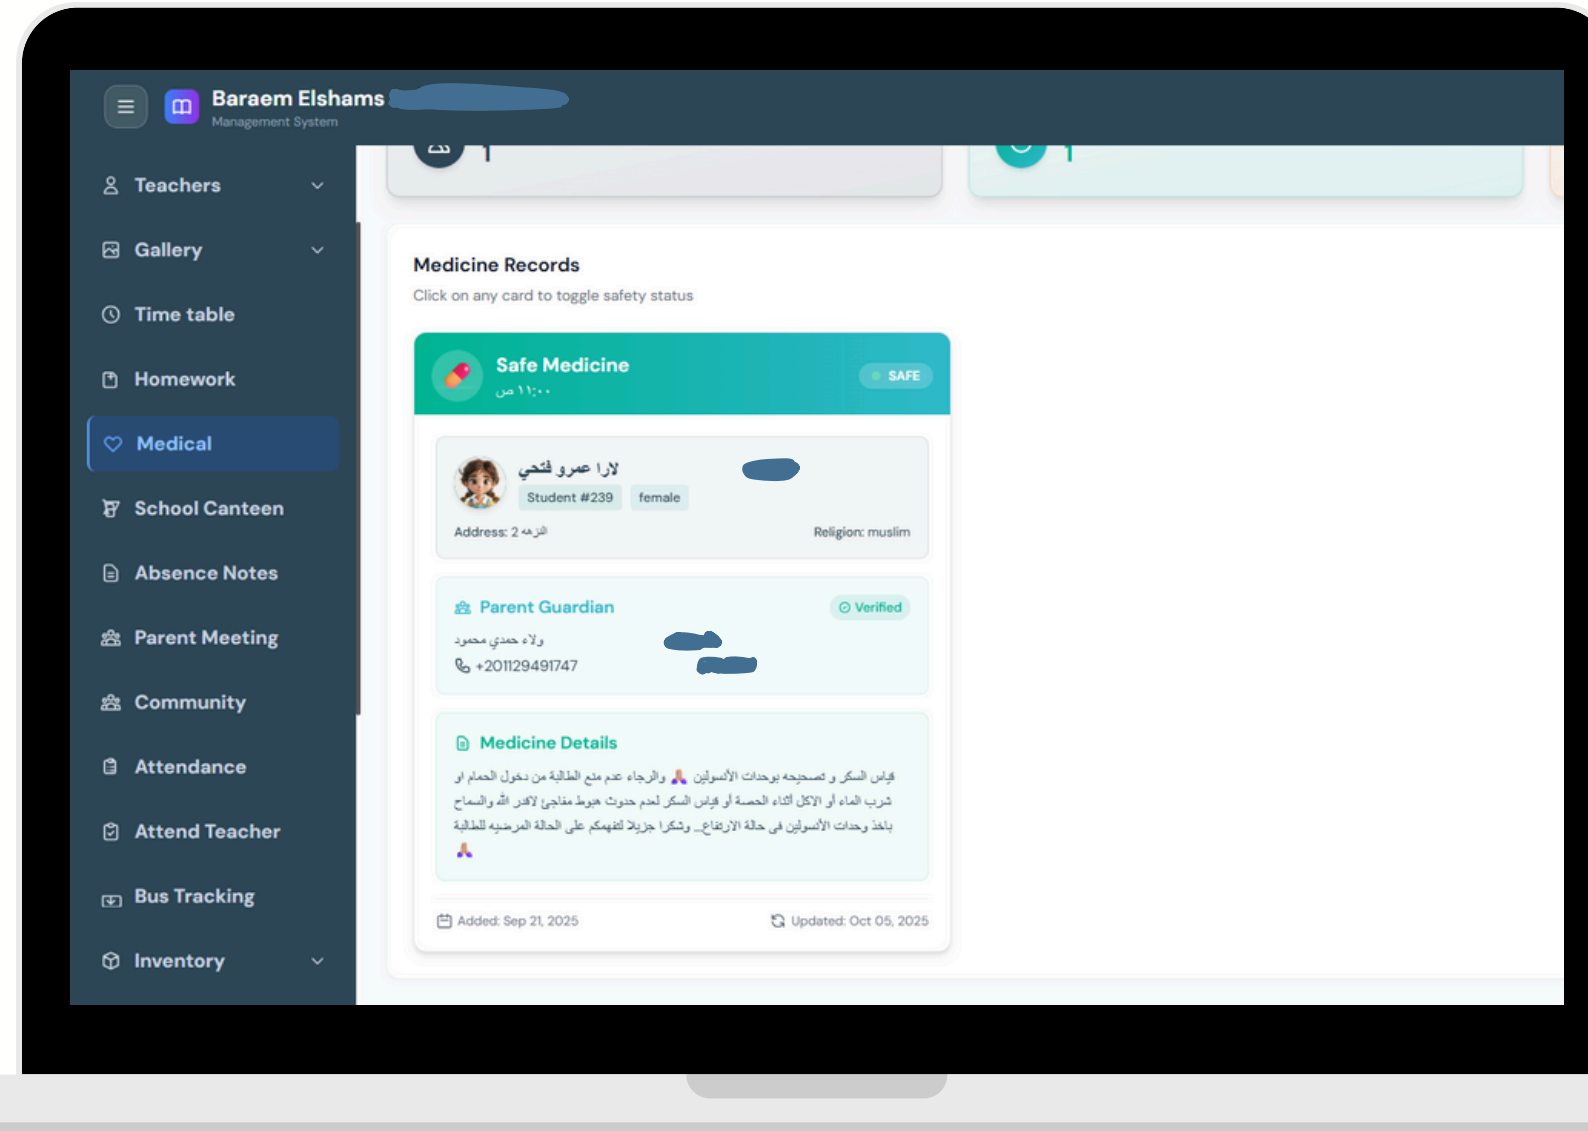 Baraem Elshams
Management System
Teachers
Gallery
Time table
Homework
Medical
School Canteen
Absence Notes
Parent Meeting
Community
Attendance
Attend Teacher
Bus Tracking
Inventory
Medicine Records
Click on any card to toggle safety status
Safe Medicine
١١:٠٠ ص
SAFE
لارا عمرو فتحي
Student #239 female
Address: 2 النزهه
Religion: muslim
Parent Guardian
Verified
ولاء حمدي محمود
+201129491747
Medicine Details
قياس السكر و تصحيحه بوحدات الأنسولين 🙏🏼 والرجاء عدم منع الطالبة من دخول الحمام او
شرب الماء أو الاكل أثناء الحصة أو قياس السكر لعدم حدوث هبوط مفاجئ لاقدر الله والسماح
باخذ وحدات الأنسولين فى حالة الارتفاع_ وشكرا جزيلا لتفهمكم على الحالة المرضيه للطالبة
🙏🏼
Added: Sep 21, 2025
Updated: Oct 05, 2025